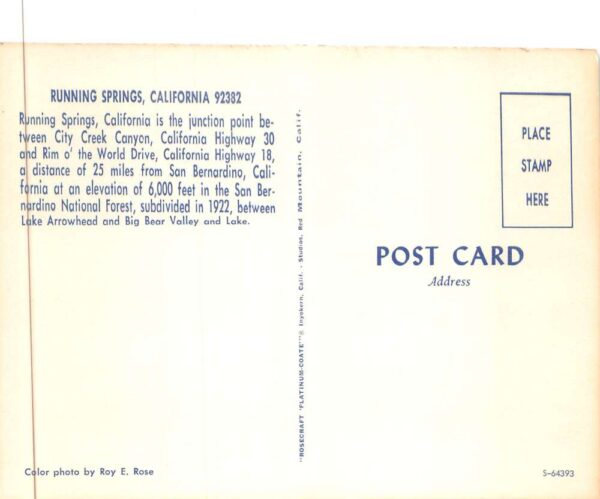 RUNNING SPRINGS, CALIFORNIA 92382
Running Springs, California is the junction point be-
tween City Creek Canyon, California Highway 30
and Rim o' the World Drive, California Highway 18,
a distance of 25 miles from San Bernardino, Cali-
fornia at an elevation of 6,000 feet in the San Ber-
nardino National Forest, subdivided in 1922, between
Lake Arrowhead and Big Bear Valley and Lake.
Color photo by Roy E. Rose
"ROSECRAFT 'PLATINUM-COATE'" Inyokern, Calif. - Studios, Red Mountain, Calif.
PLACE
STAMP
HERE
POST CARD
Address
S-64393